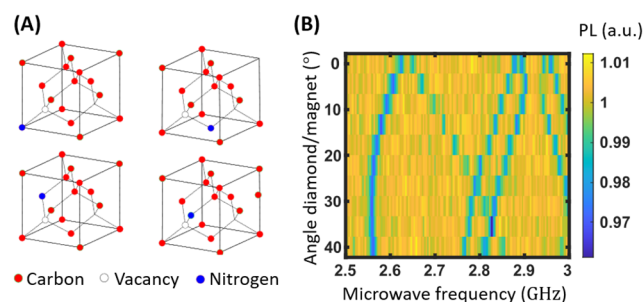 (A)
Carbon Vacancy Nitrogen
(B)
PL (a.u.)
Angle diamond/magnet (°)
0
10
20
30
40
2.5 2.6 2.7 2.8 2.9 3
Microwave frequency (GHz)
1.01
1
0.99
0.98
0.97